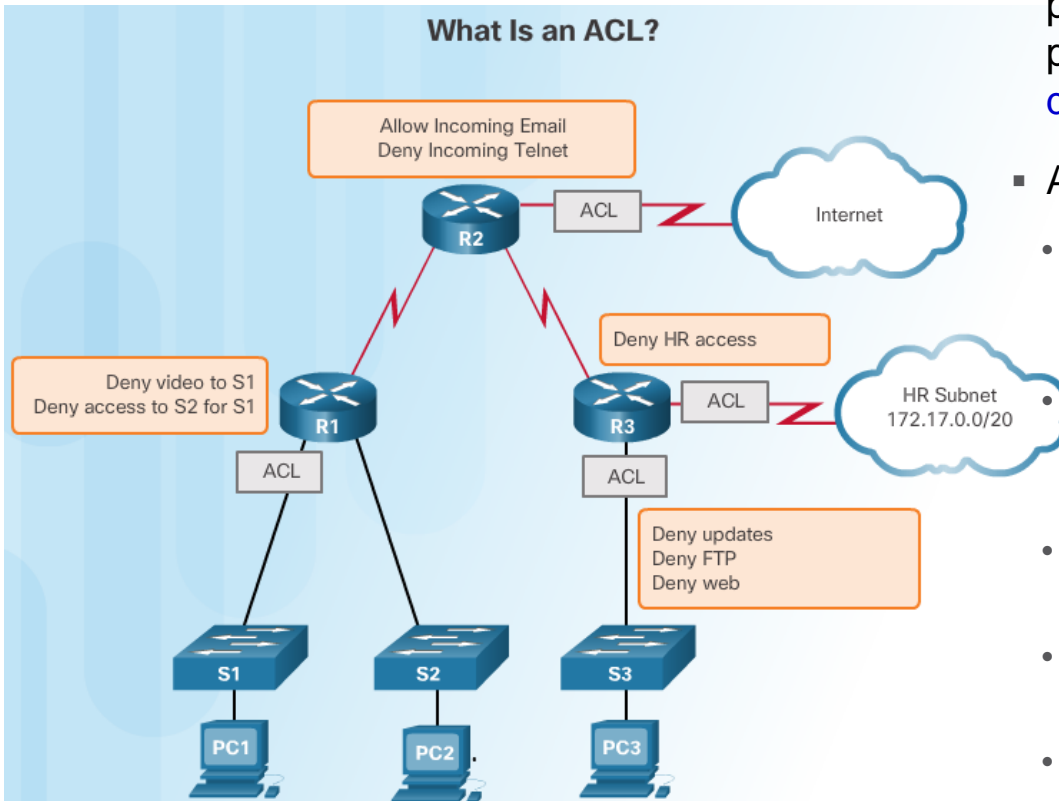 What Is an ACL?
Allow Incoming Email
Deny Incoming Telnet
ACL
Internet
R2
Deny HR access
Deny video to S1
Deny access to S2 for S1
R1
R3
ACL
HR Subnet
172.17.0.0/20
ACL
ACL
Deny updates
Deny FTP
Deny web
S1
S2
S3
PC1
PC2
PC3